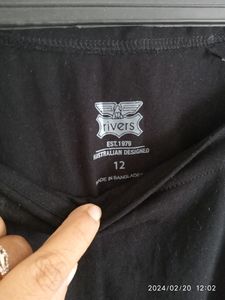 rivers
EST.1979
AUSTRALIAN DESIGNED
12
MADE IN BANGLADESH
2024/02/20 12:02